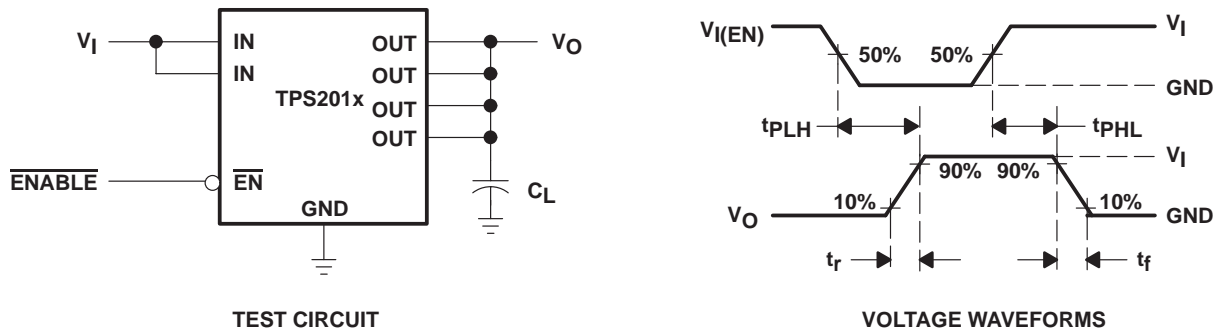 VI
IN
IN
OUT
OUT
OUT
OUT
VO
TPS201x
ENABLE
EN
GND
CL
TEST CIRCUIT
VI(EN)
50%
50%
VI
GND
tPLH
tPHL
VI
90%
90%
10%
10%
VO
GND
tr
tf
VOLTAGE WAVEFORMS